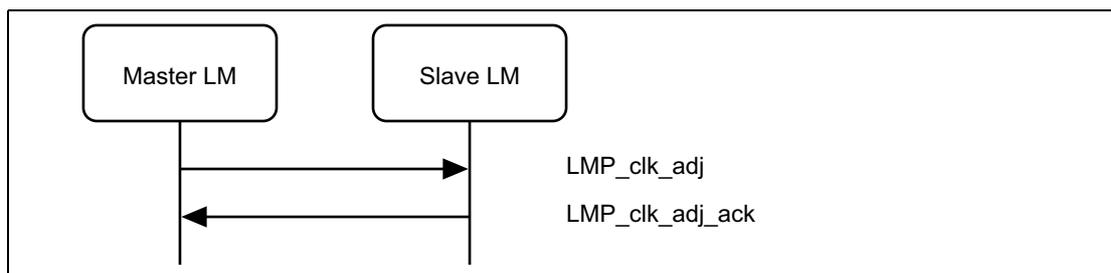 Master LM
Slave LM
LMP_clk_adj
LMP_clk_adj_ack